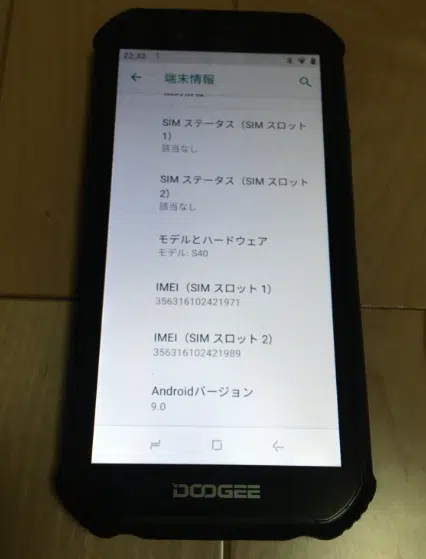 22:33
端末情報
SIM ステータス（SIM スロット
1）
該当なし
SIM ステータス（SIM スロット
2）
該当なし
モデルとハードウェア
モデル: S40
IMEI（SIM スロット 1）
356316102421971
IMEI（SIM スロット 2）
356316102421989
Androidバージョン
9.0
DOOGEE